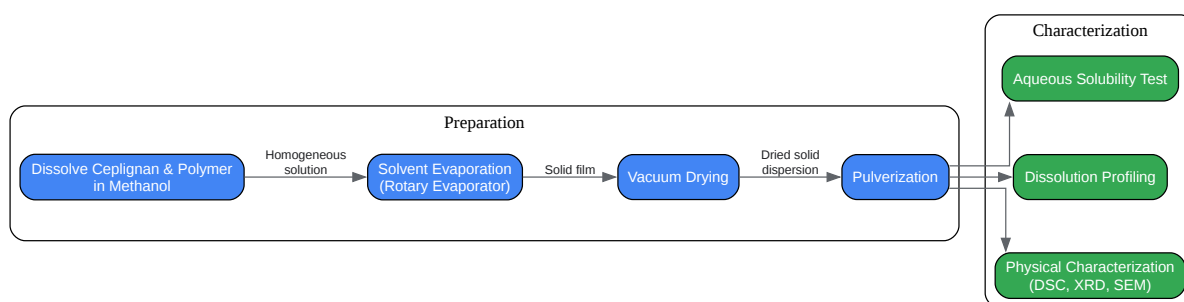 Preparation
Dissolve Ceplignan & Polymer
in Methanol
Homogeneous
solution
Solvent Evaporation
(Rotary Evaporator)
Solid film
Vacuum Drying
Dried solid
dispersion
Pulverization
Characterization
Aqueous Solubility Test
Dissolution Profiling
Physical Characterization
(DSC, XRD, SEM)